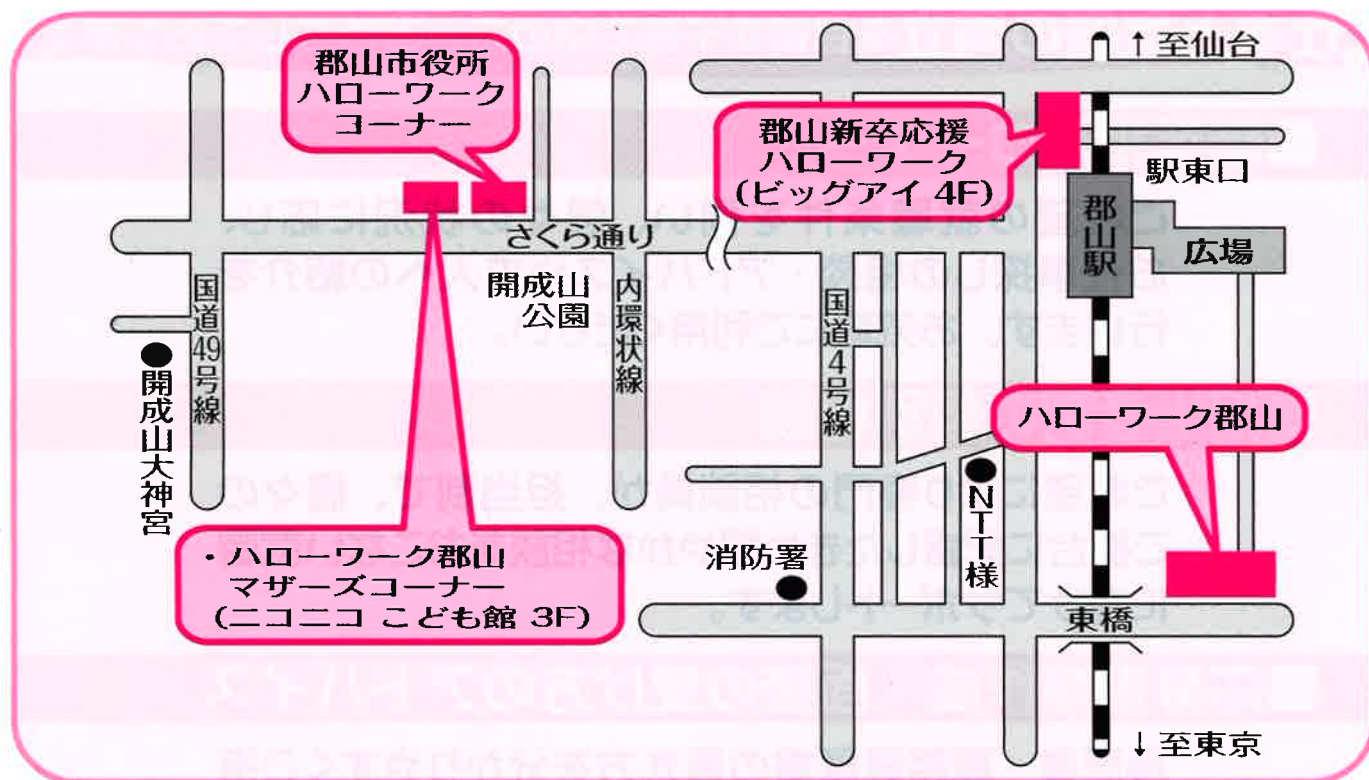 ↑ 至仙台
郡山市役所
ハローワーク
コーナー
郡山新卒応援
ハローワーク
(ビッグアイ 4F)
駅東口
郡山駅
広場
さくら通り
開成山
公園
国道49号線
内環状線
国道4号線
開成山大神宮
ハローワーク郡山
NTT様
消防署
・ハローワーク郡山
マザーズコーナー
(ニコニコ こども館 3F)
東橋
↓ 至東京